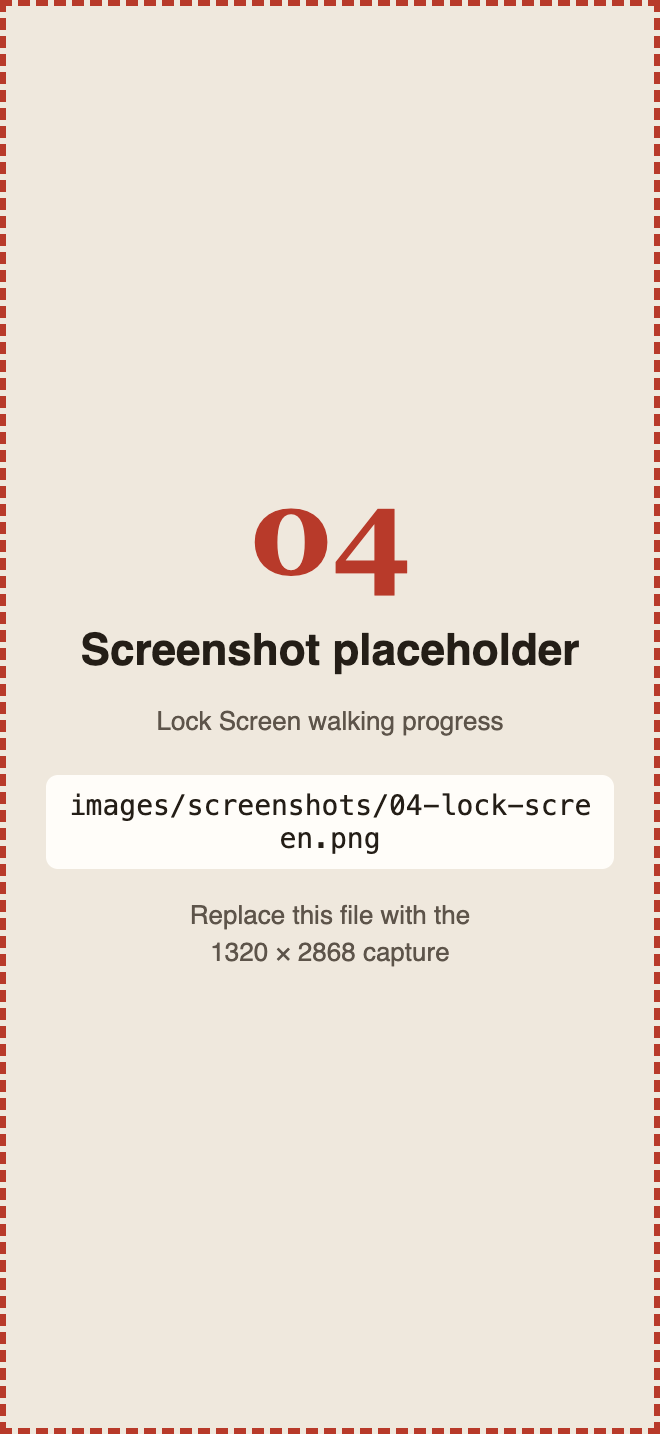 04
Screenshot placeholder
Lock Screen walking progress
images/screenshots/04-lock-scre
en.png
Replace this file with the
1320 × 2868 capture